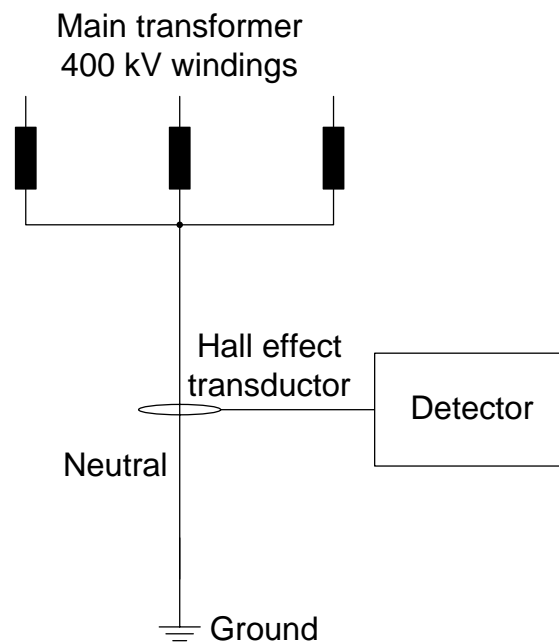 Main transformer
400 kV windings
Hall effect
transductor
Detector
Neutral
Ground